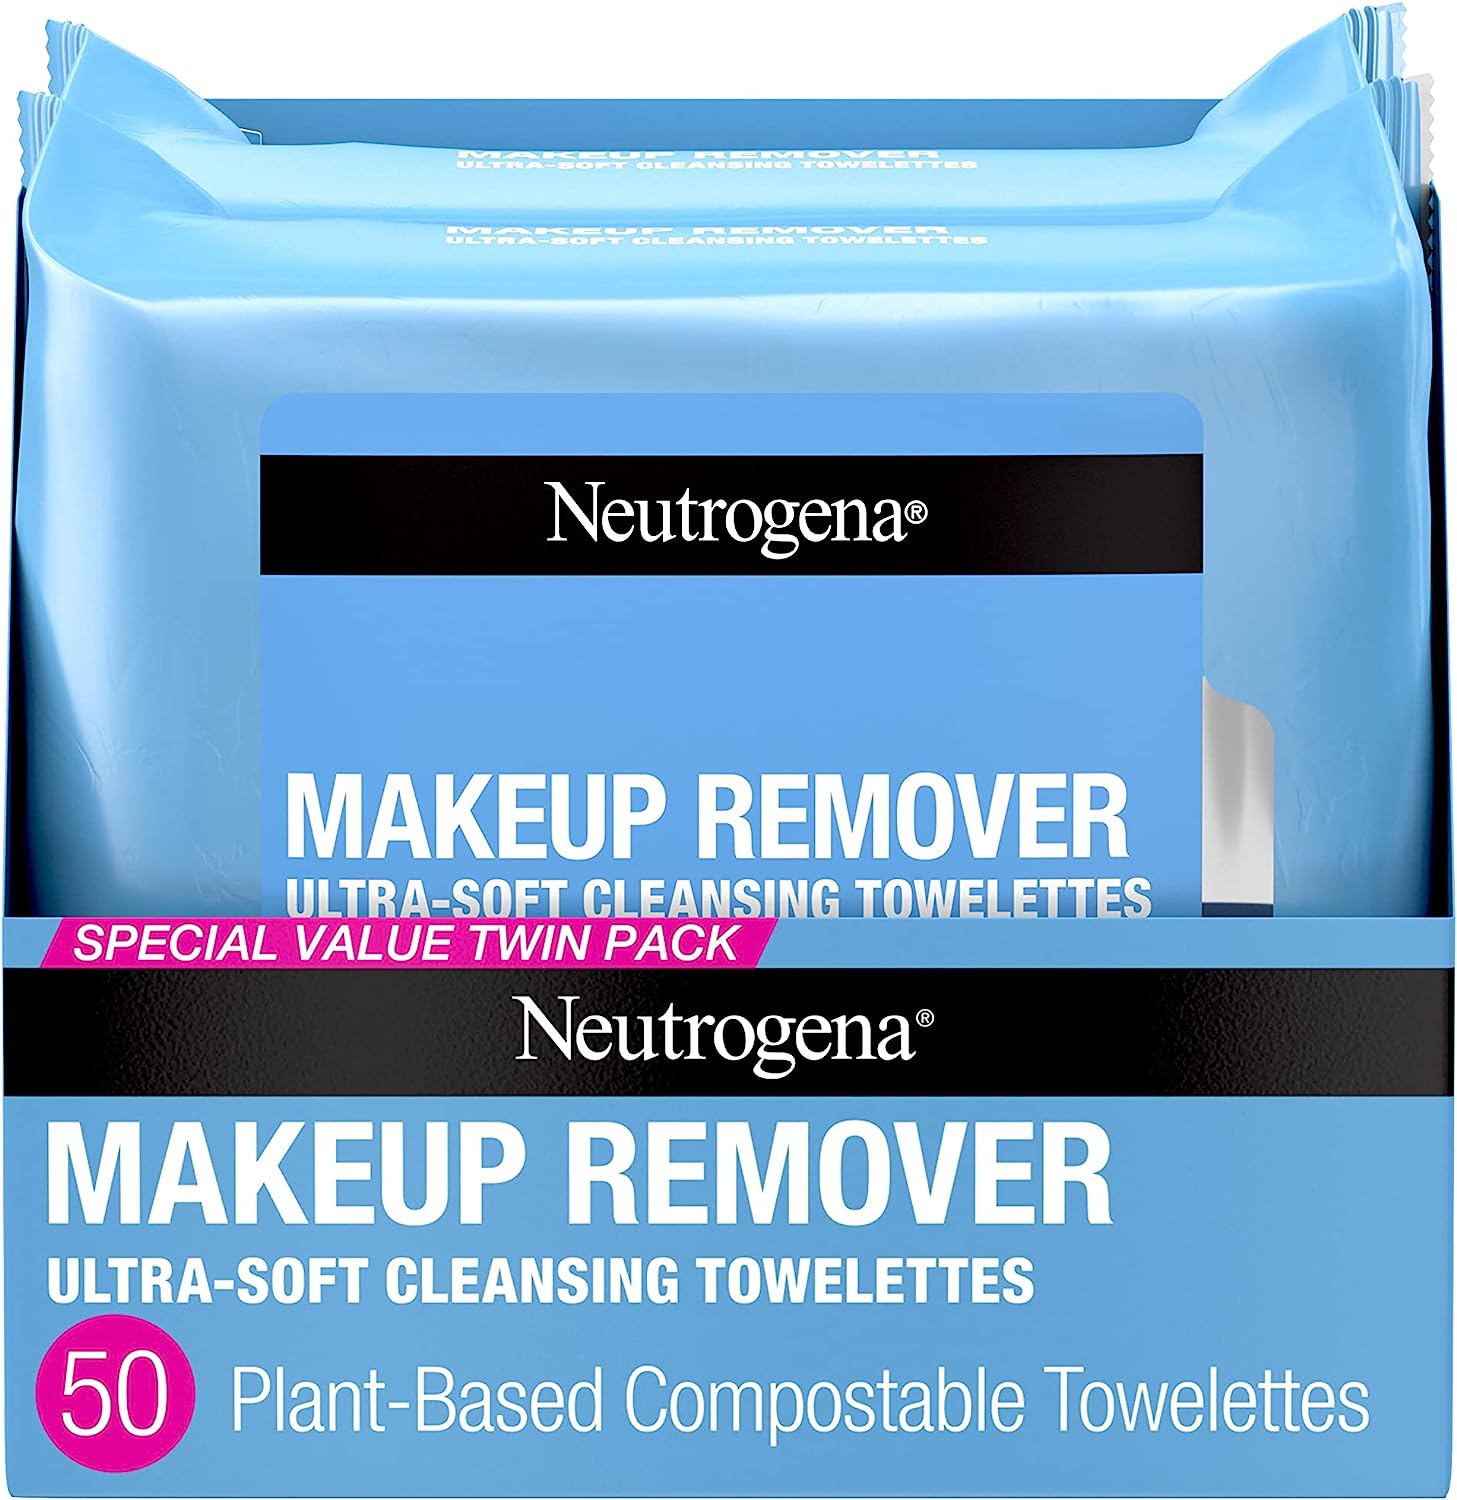 MAKEUP REMOVER
ULTRA-SOFT CLEANSING TOWELETTES
MAKEUP REMOVER
ULTRA-SOFT CLEANSING TOWELETTES
Neutrogena®
MAKEUP REMOVER
ULTRA-SOFT CLEANSING TOWELETTES
SPECIAL VALUE TWIN PACK
Neutrogena®
MAKEUP REMOVER
ULTRA-SOFT CLEANSING TOWELETTES
50 Plant-Based Compostable Towelettes